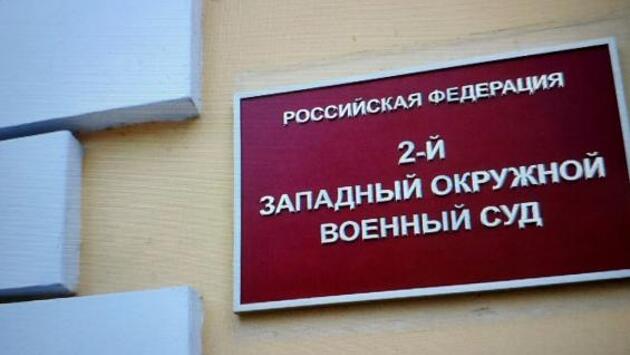 РОССИЙСКАЯ ФЕДЕРАЦИЯ
2-Й
ЗАПАДНЫЙ ОКРУЖНОЙ
ВОЕННЫЙ СУД